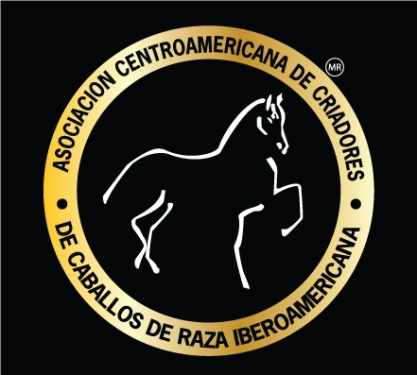 ASOCIACION CENTROAMERICANA DE CRIADORES
DE CABALLOS DE RAZA IBEROAMERICANA
MR